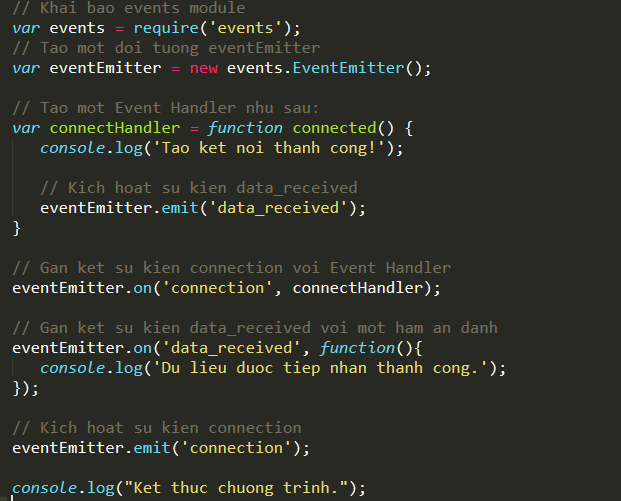 // Khai bao events module
var events = require('events');
// Tao mot doi tuong eventEmitter
var eventEmitter = new events.EventEmitter();
// Tao mot Event Handler nhu sau:
var connectHandler = function connected() {
console.log('Tao ket noi thanh cong!');
// Kich hoat su kien data_received
eventEmitter.emit('data_received');
}
// Gan ket su kien connection voi Event Handler
eventEmitter.on('connection', connectHandler);
// Gan ket su kien data_received voi mot ham an danh
eventEmitter.on('data_received', function(){
console.log('Du lieu duoc tiep nhan thanh cong.');
});
// Kich hoat su kien connection
eventEmitter.emit('connection');
console.log("Ket thuc chuong trinh.");